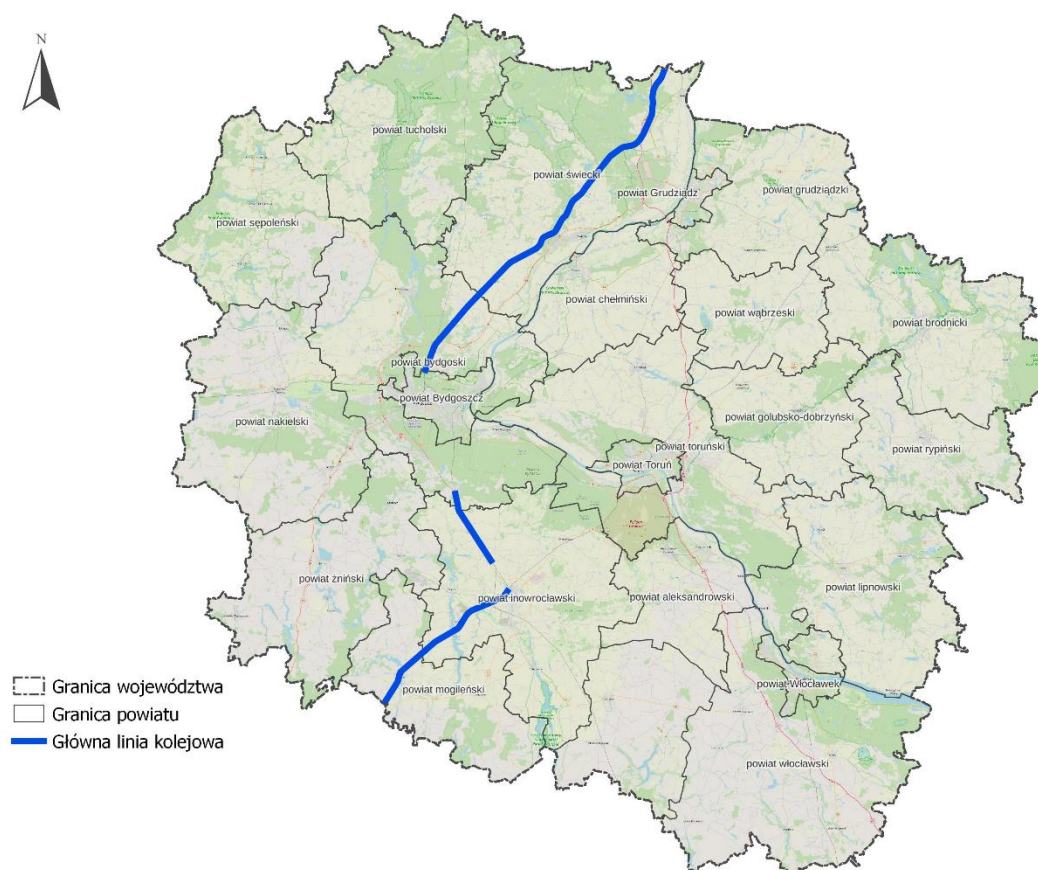 N
powiat tucholski
powiat świecki
powiat Grudziądz
powiat grudziądzki
powiat sępoleński
powiat chełmiński
powiat wąbrzeski
powiat brodnicki
powiat bydgoski
powiat Bydgoszcz
powiat nakielski
powiat golubsko-dobrzyński
powiat toruński
powiat Toruń
powiat rypiński
powiat żniński
powiat inowrocławski
powiat aleksandrowski
powiat lipnowski
powiat mogileński
powiat Włocławek
powiat włocławski
Granica województwa
Granica powiatu
Główna linia kolejowa